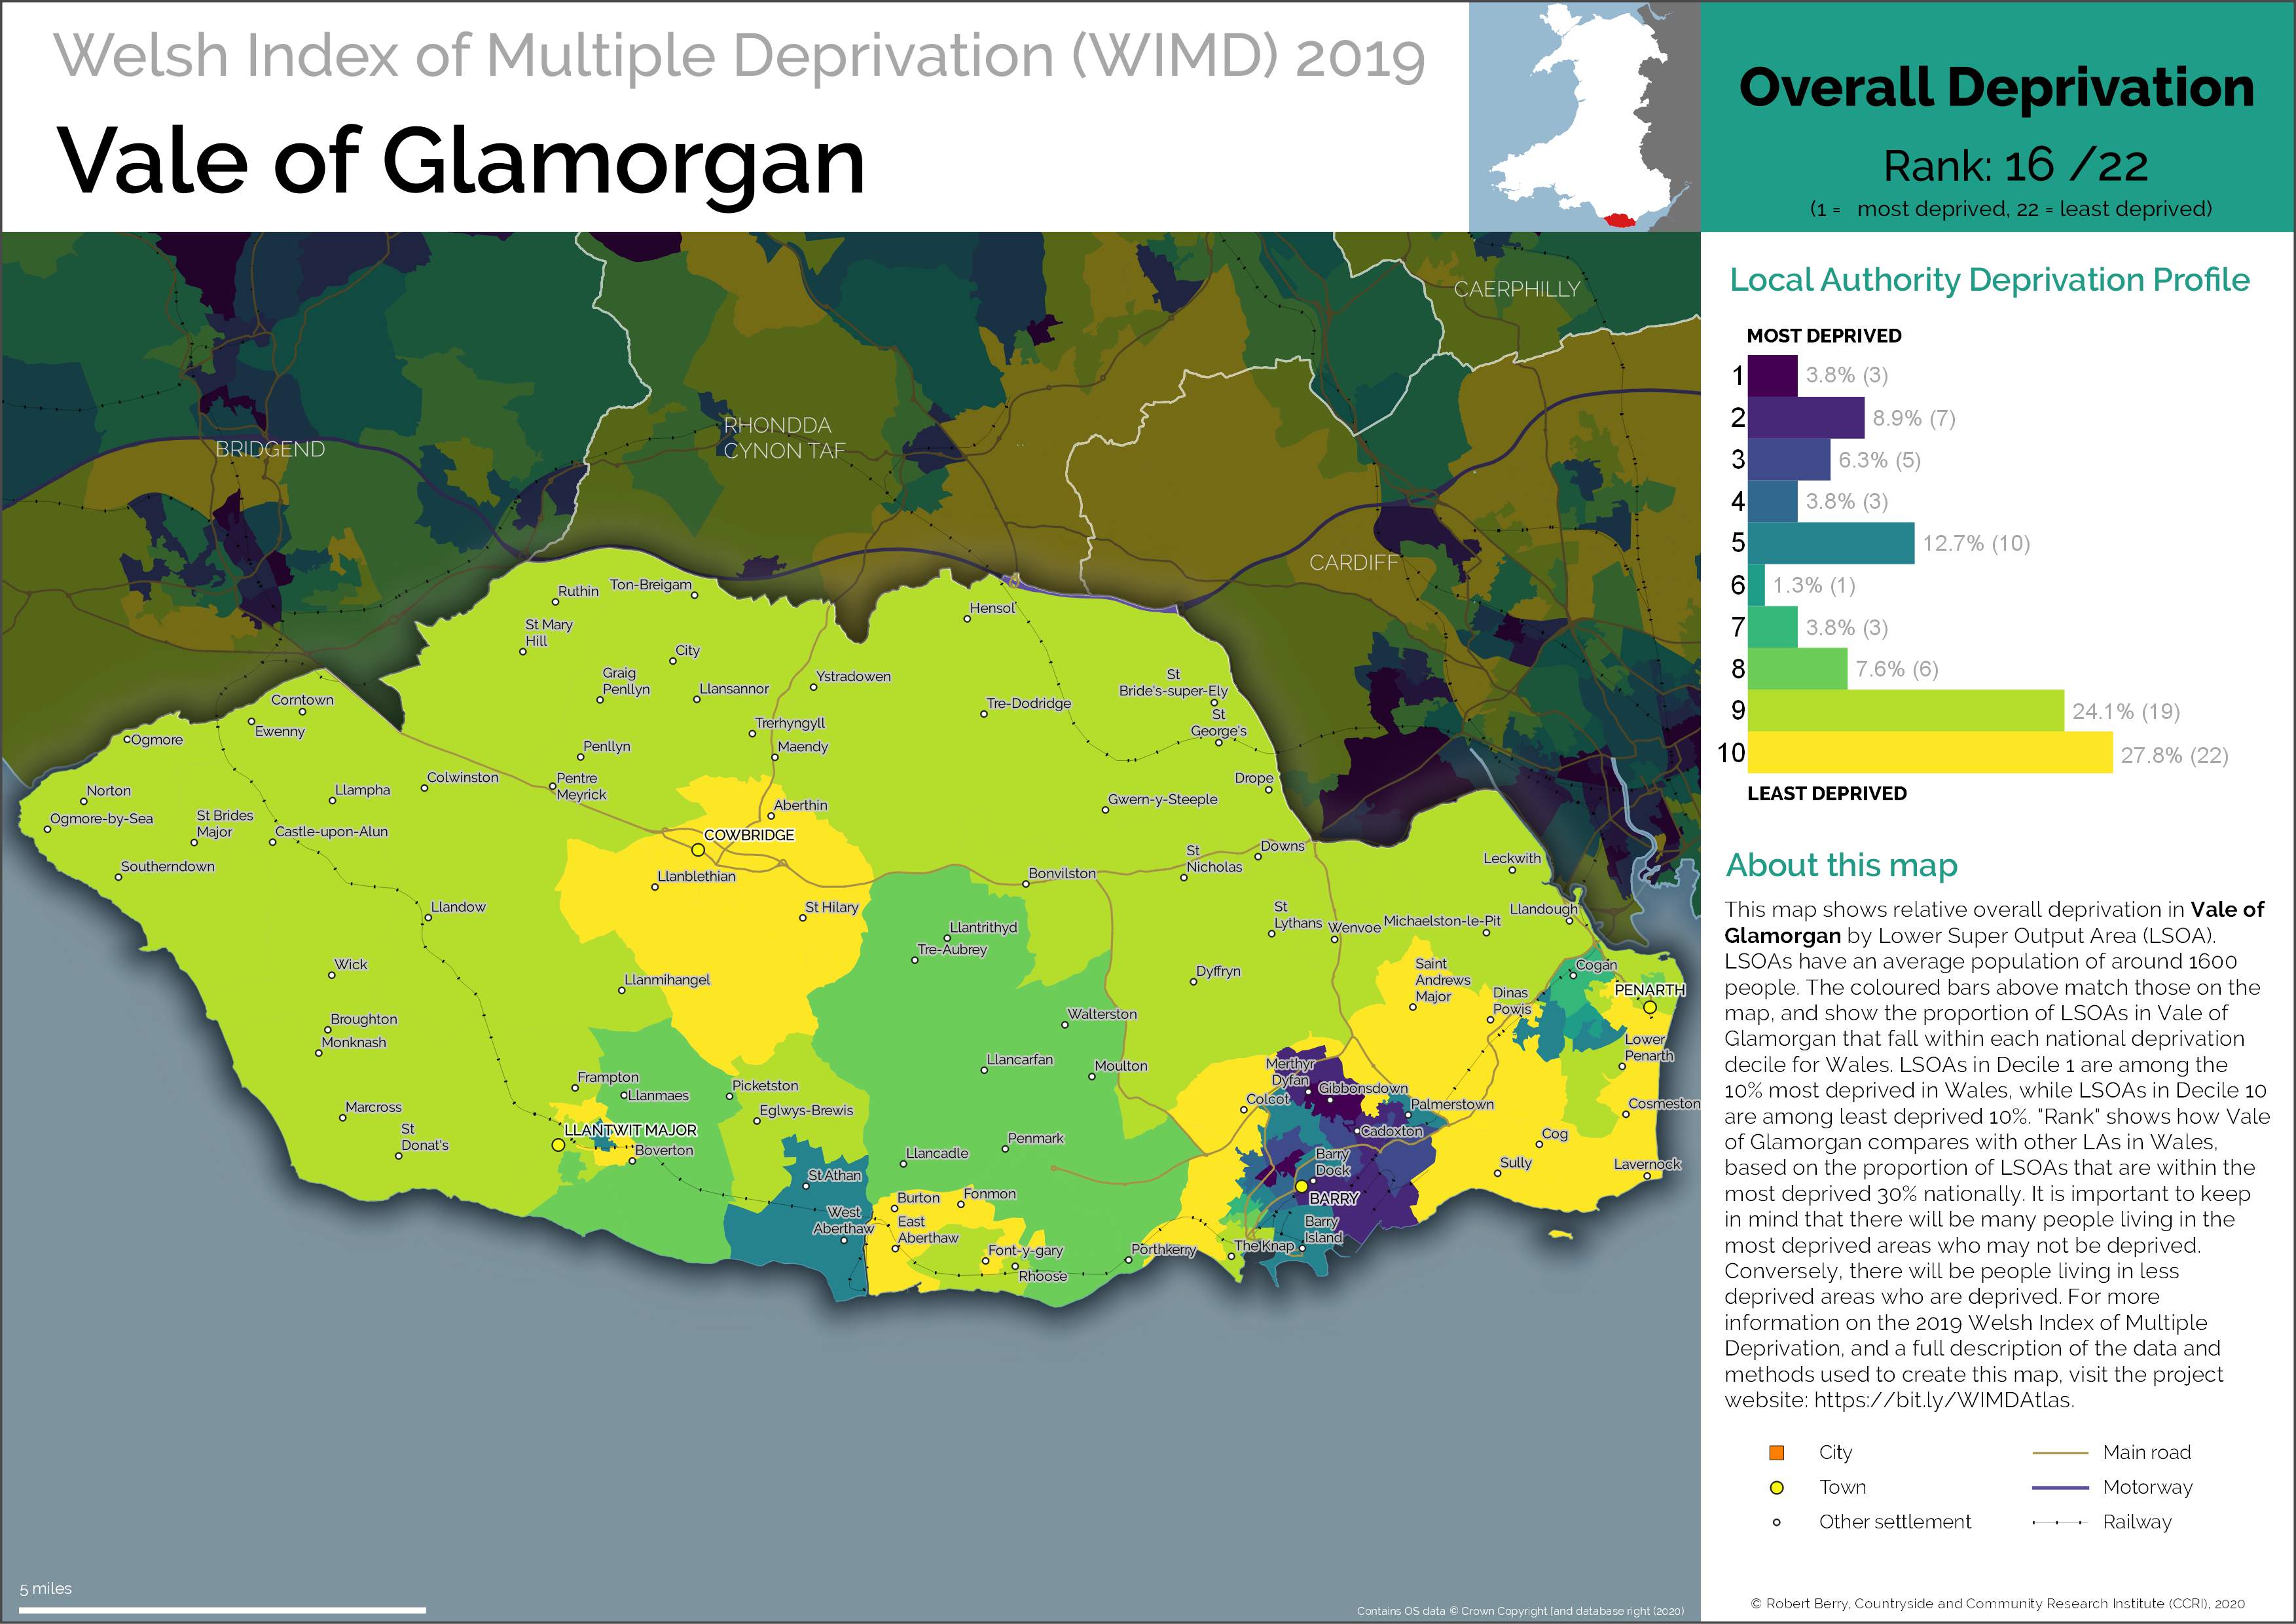 Welsh Index of Multiple Deprivation (WIMD) 2019
Vale of Glamorgan
Overall Deprivation
Rank: 16 /22
(1 = most deprived, 22 = least deprived)
Local Authority Deprivation Profile
MOST DEPRIVED
1 3.8% (3)
2 8.9% (7)
3 6.3% (5)
4 3.8% (3)
5 12.7% (10)
6 1.3% (1)
7 3.8% (3)
8 7.6% (6)
9 24.1% (19)
10 27.8% (22)
LEAST DEPRIVED
About this map
This map shows relative overall deprivation in Vale of
Glamorgan by Lower Super Output Area (LSOA).
LSOAs have an average population of around 1600
people. The coloured bars above match those on the
map, and show the proportion of LSOAs in Vale of
Glamorgan that fall within each national deprivation
decile for Wales. LSOAs in Decile 1 are among the
10% most deprived in Wales, while LSOAs in Decile 10
are among least deprived 10%. "Rank" shows how Vale
of Glamorgan compares with other LAs in Wales,
based on the proportion of LSOAs that are within the
most deprived 30% nationally. It is important to keep
in mind that there will be many people living in the
most deprived areas who may not be deprived.
Conversely, there will be people living in less
deprived areas who are deprived. For more
information on the 2019 Welsh Index of Multiple
Deprivation, and a full description of the data and
methods used to create this map, visit the project
website: https://bit.ly/WIMDAtlas.
City
Main road
Town
Motorway
Other settlement
Railway
© Robert Berry, Countryside and Community Research Institute (CCRI), 2020
CAERPHILLY
RHONDDA
CYNON TAF
BRIDGEND
CARDIFF
Ruthin
Ton-Breigam
St Mary
Hill
Hensol
City
Graig
Penllyn
Llansannor
Ystradowen
St
Bride's-super-Ely
Tre-Dodridge
St
George's
Corntown
Ewenny
Ogmore
Trerhyngyll
Maendy
Penllyn
Colwinston
Pentre
Meyrick
Drope
Norton
Llampha
Ogmore-by-Sea
St Brides
Major
Castle-upon-Alun
Aberthin
Gwern-y-Steeple
COWBRIDGE
Southerndown
Llanblethian
Bonvilston
St
Nicholas
Downs
Leckwith
Llandow
St Hilary
Llantrithyd
Tre-Aubrey
St
Lythans
Wenvoe
Michaelston-le-Pit
Llandough
Wick
Llanmihangel
Dyffryn
Saint
Andrews
Major
Cogan
PENARTH
Dinas
Powis
Broughton
Monknash
Walterston
Llancarfan
Moulton
Lower
Penarth
Merthyr
Dyfan
Gibbonsdown
Frampton
Llanmaes
Picketston
Eglwys-Brewis
Colcot
Palmerstown
Cosmeston
Marcross
St
Donat's
LLANTWIT MAJOR
Boverton
Penmark
Cadoxton
Cog
Llancadle
Barry
Dock
BARRY
Sully
Lavernock
St Athan
Burton
Fonmon
West
Aberthaw
East
Aberthaw
Font-y-gary
Rhoose
Porthkerry
The Knap
Barry
Island
5 miles
Contains OS data © Crown Copyright [and database right (2020)